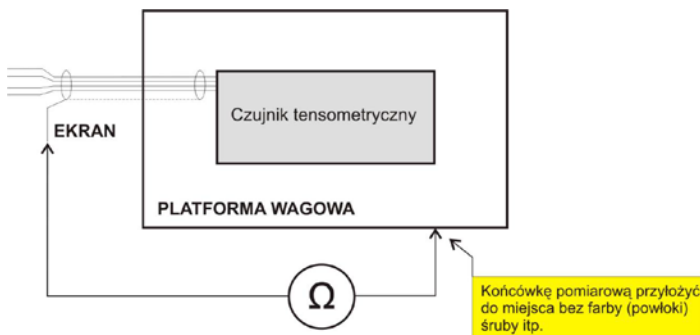 Czujnik tensometryczny
EKRAN
PLATFORMA WAGOWA
Ω
Końcówkę pomiarową przyłożyć
do miejsca bez farby (powłoki)
śruby itp.